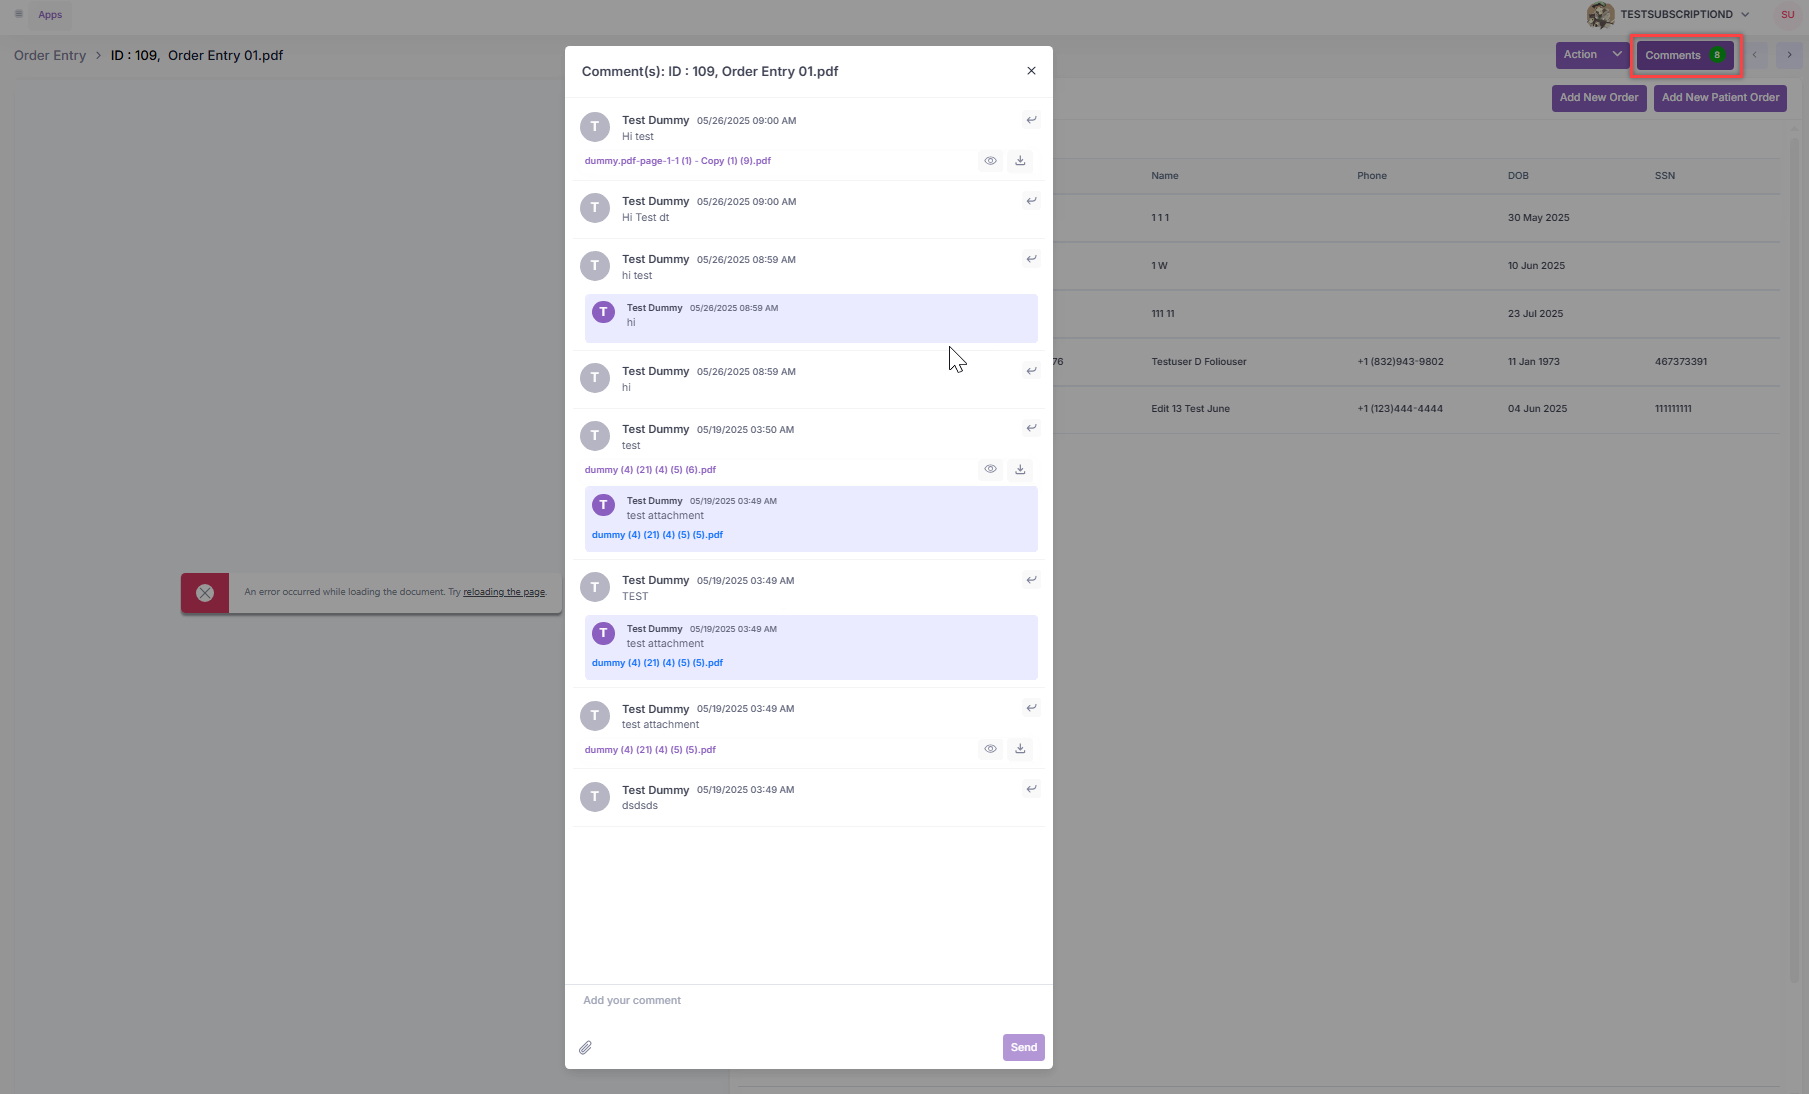 Apps
TESTSUBSCRIPTIOND
SU
Order Entry > ID : 109, Order Entry 01.pdf
Action
Comments 8
Add New Order
Add New Patient Order
Name Phone DOB SSN
1 1 1 30 May 2025
1 W 10 Jun 2025
111 11 23 Jul 2025
76 Testuser D Foliouser +1 (832)943-9802 11 Jan 1973 467373391
Edit 13 Test June +1 (123)444-4444 04 Jun 2025 111111111
An error occurred while loading the document. Try reloading the page.
Comment(s): ID : 109, Order Entry 01.pdf
T
Test Dummy 05/26/2025 09:00 AM
Hi test
dummy.pdf-page-1-1 (1) - Copy (1) (9).pdf
T
Test Dummy 05/26/2025 09:00 AM
Hi Test dt
T
Test Dummy 05/26/2025 08:59 AM
hi test
T
Test Dummy 05/26/2025 08:59 AM
hi
T
Test Dummy 05/26/2025 08:59 AM
hi
T
Test Dummy 05/19/2025 03:50 AM
test
dummy (4) (21) (4) (5) (6).pdf
T
Test Dummy 05/19/2025 03:49 AM
test attachment
dummy (4) (21) (4) (5) (5).pdf
T
Test Dummy 05/19/2025 03:49 AM
TEST
T
Test Dummy 05/19/2025 03:49 AM
test attachment
dummy (4) (21) (4) (5) (5).pdf
T
Test Dummy 05/19/2025 03:49 AM
test attachment
dummy (4) (21) (4) (5) (5).pdf
T
Test Dummy 05/19/2025 03:49 AM
dsdsds
Add your comment
Send